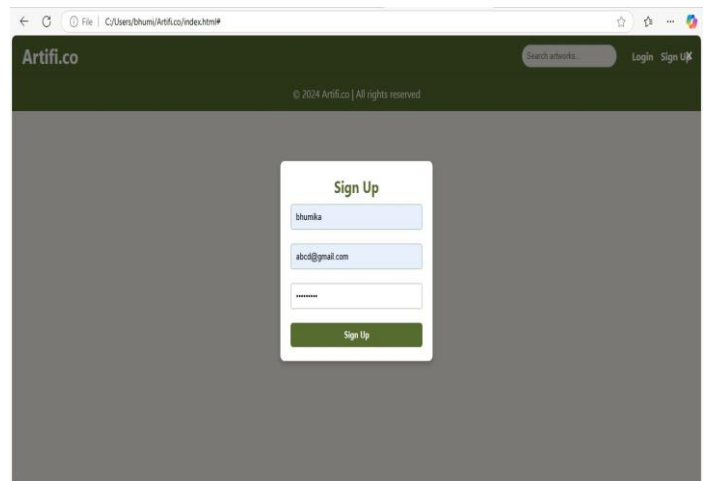 File | C:/Users/bhumi/Artifi.co/index.html#
Artifi.co
Search artworks...
Login Sign Up
×
© 2024 Artifi.co | All rights reserved
Sign Up
bhumika
abcd@gmail.com
•••••••••
Sign Up